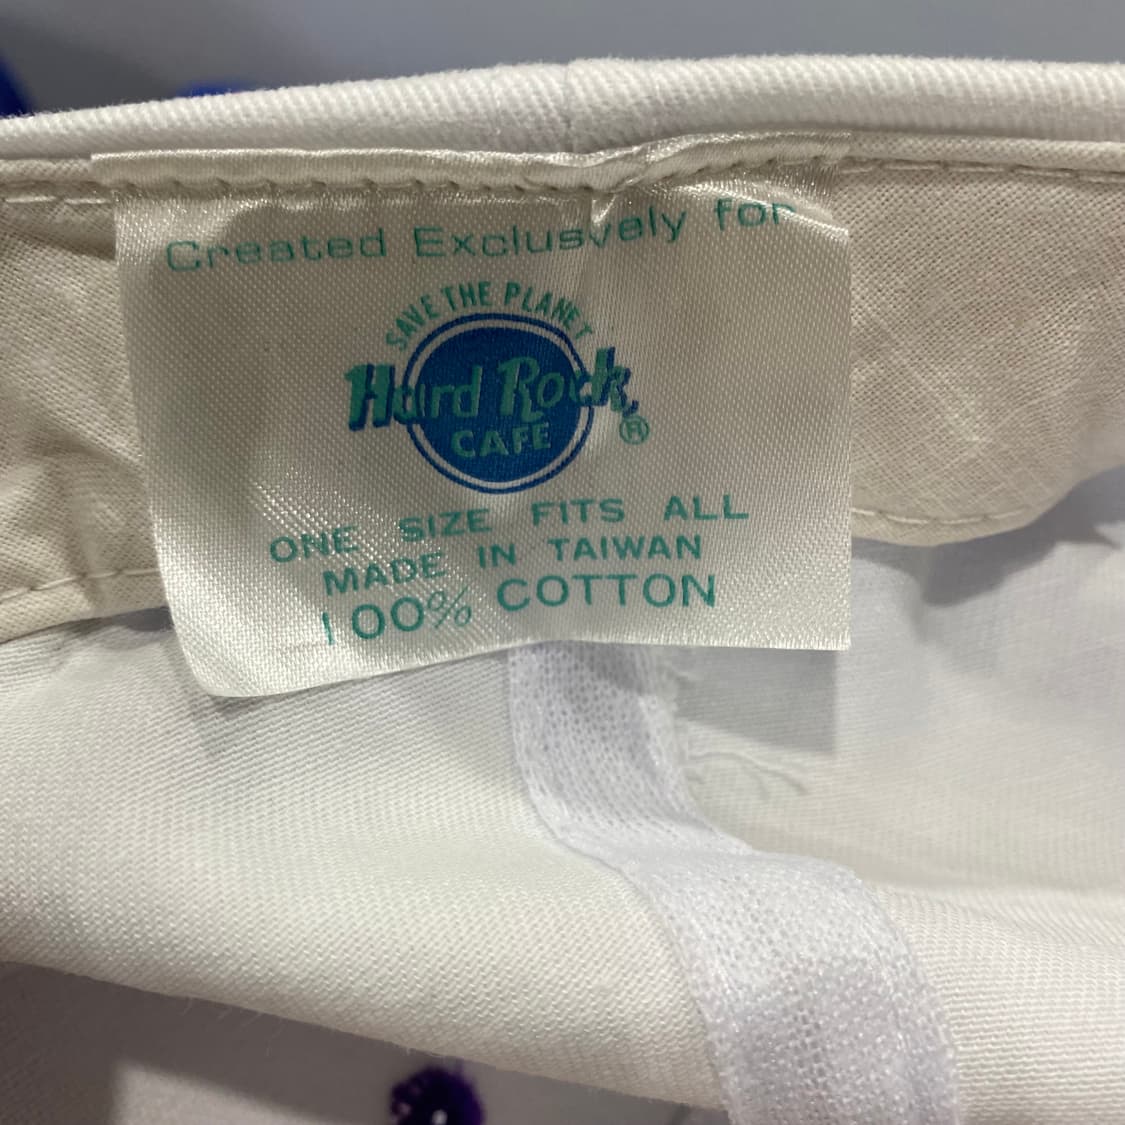 Created Exclusively for
SAVE THE PLANET
Hard Rock
CAFE
®
ONE SIZE FITS ALL
MADE IN TAIWAN
100% COTTON